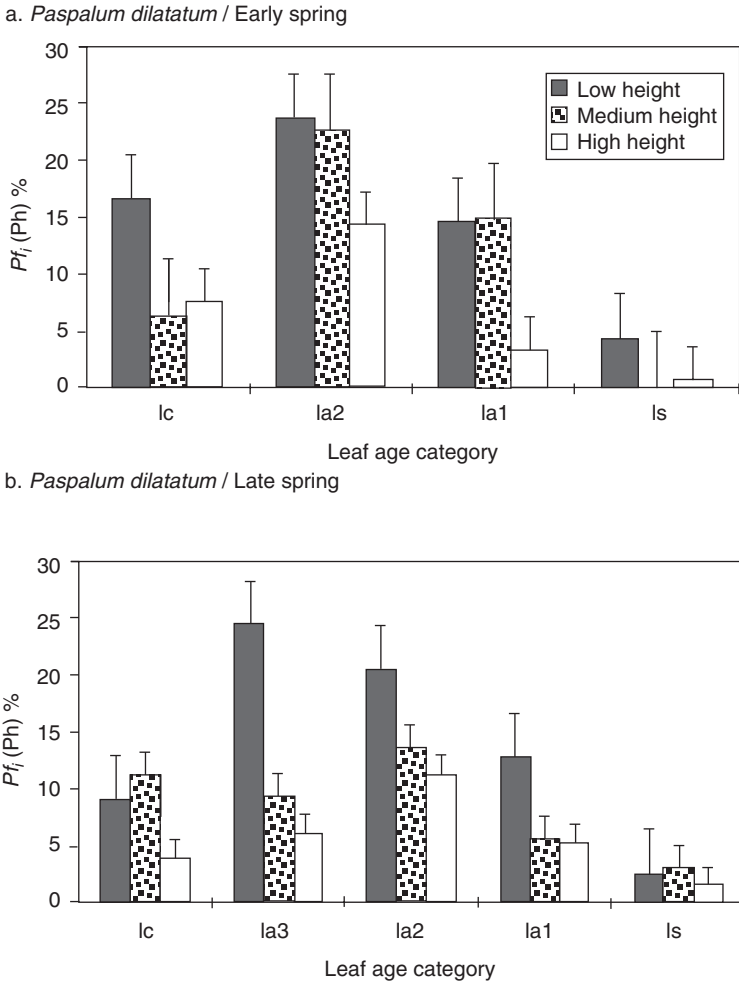 a. Paspalum dilatatum / Early spring
30
25
20
15
10
5
0
Pfi (Ph) %
Low height
Medium height
High height
lc la2 la1 ls
Leaf age category
b. Paspalum dilatatum / Late spring
30
25
20
15
10
5
0
Pfi (Ph) %
lc la3 la2 la1 ls
Leaf age category